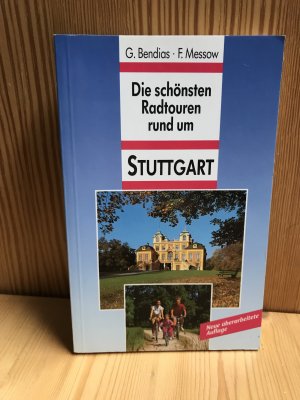 G. Bendias · F. Messow
Die schönsten
Radtouren
rund um
STUTTGART
Neue überarbeitete
Auflage